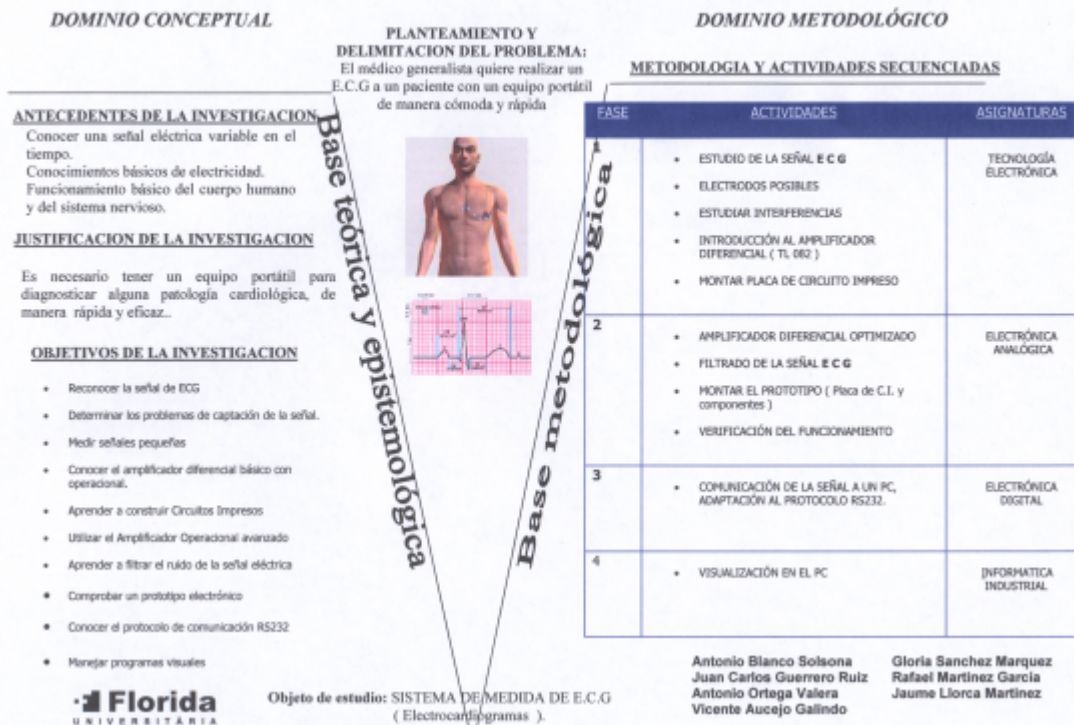 DOMINIO CONCEPTUAL
ANTECEDENTES DE LA INVESTIGACION
Conocer una señal eléctrica variable en el
tiempo.
Conocimientos básicos de electricidad.
Funcionamiento básico del cuerpo humano
y del sistema nervioso.
JUSTIFICACION DE LA INVESTIGACION
Es necesario tener un equipo portátil para
diagnosticar alguna patología cardiológica, de
manera rápida y eficaz..
OBJETIVOS DE LA INVESTIGACION
• Reconocer la señal de ECG
• Determinar los problemas de captación de la señal.
• Medir señales pequeñas
• Conocer el amplificador diferencial básico con
operacional.
• Aprender a construir Circuitos Impresos
• Utilizar el Amplificador Operacional avanzado
• Aprender a filtrar el ruido de la señal eléctrica
• Comprobar un prototipo electrónico
• Conocer el protocolo de comunicación RS232
• Manejar programas visuales
Florida
UNIVERSITÀRIA
PLANTEAMIENTO Y
DELIMITACION DEL PROBLEMA:
El médico generalista quiere realizar un
E.C.G a un paciente con un equipo portátil
de manera cómoda y rápida
Base teórica y epistemológica
Base metodológica
Objeto de estudio: SISTEMA DE MEDIDA DE E.C.G
( Electrocardiogramas ).
DOMINIO METODOLÓGICO
METODOLOGIA Y ACTIVIDADES SECUENCIADAS
FASE ACTIVIDADES ASIGNATURAS
1
• ESTUDIO DE LA SEÑAL E C G
• ELECTRODOS POSIBLES
• ESTUDIAR INTERFERENCIAS
• INTRODUCCIÓN AL AMPLIFICADOR
DIFERENCIAL ( TL 082 )
• MONTAR PLACA DE CIRCUITO IMPRESO
TECNOLOGÍA
ELECTRÓNICA
2
• AMPLIFICADOR DIFERENCIAL OPTIMIZADO
• FILTRADO DE LA SEÑAL E C G
• MONTAR EL PROTOTIPO ( Placa de C.I. y
componentes )
• VERIFICACIÓN DEL FUNCIONAMIENTO
ELECTRÓNICA
ANALÓGICA
3
• COMUNICACIÓN DE LA SEÑAL A UN PC,
ADAPTACIÓN AL PROTOCOLO RS232.
ELECTRÓNICA
DIGITAL
4
• VISUALIZACIÓN EN EL PC
INFORMATICA
INDUSTRIAL
Antonio Blanco Solsona
Juan Carlos Guerrero Ruiz
Antonio Ortega Valera
Vicente Aucejo Galindo
Gloria Sanchez Marquez
Rafael Martinez Garcia
Jaume Llorca Martinez